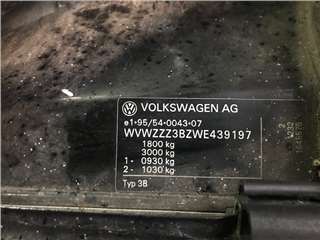 VOLKSWAGEN AG
e1*95/54*0043*07
WVWZZZ3BZWE439197
1800 kg
3000 kg
1- 0930 kg
2- 1030 kg
Typ 3B